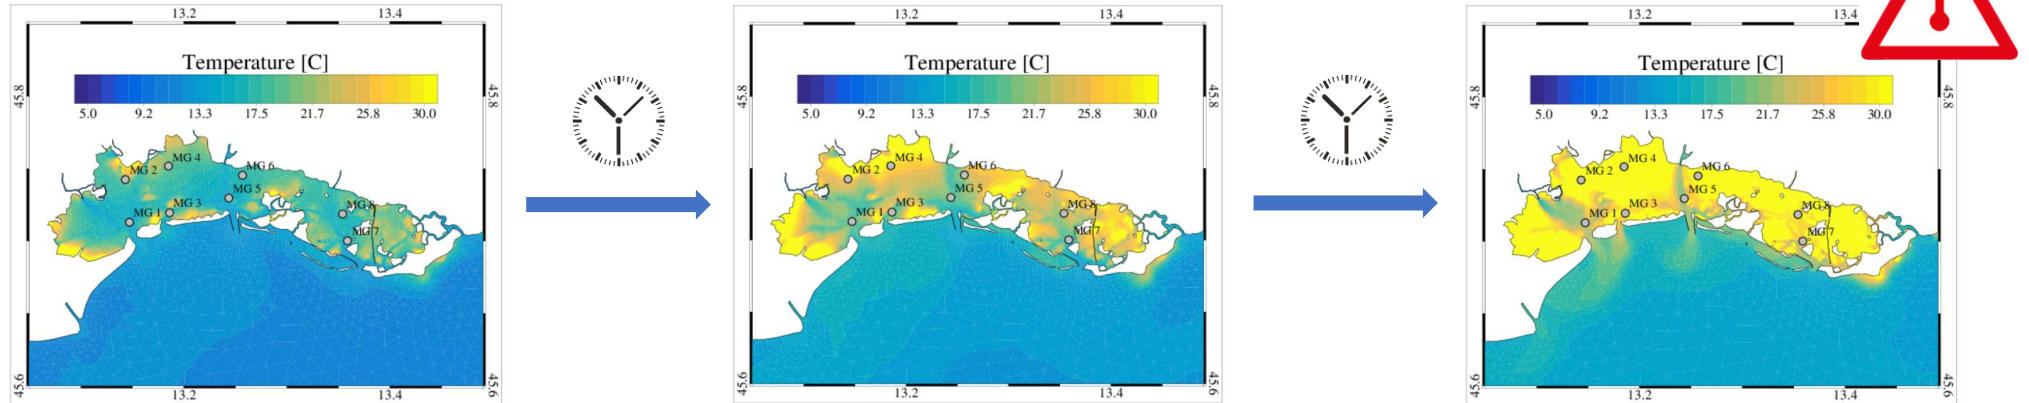 13.2 13.4
Temperature [C]
45.8 45.8
5.0 9.2 13.3 17.5 21.7 25.8 30.0
MG 4
MG 2
MG 6
MG 5
MG 3
MG 1
MG 8
MG 7
45.6 45.6
13.2 13.4
13.2 13.4
Temperature [C]
45.8 45.8
5.0 9.2 13.3 17.5 21.7 25.8 30.0
MG 4
MG 2
MG 6
MG 5
MG 3
MG 1
MG 8
MG 7
45.6 45.6
13.2 13.4
13.2 13.4
Temperature [C]
45.8 45.8
5.0 9.2 13.3 17.5 21.7 25.8 30.0
MG 4
MG 2
MG 6
MG 5
MG 3
MG 1
MG 8
MG 7
45.6 45.6
13.2 13.4